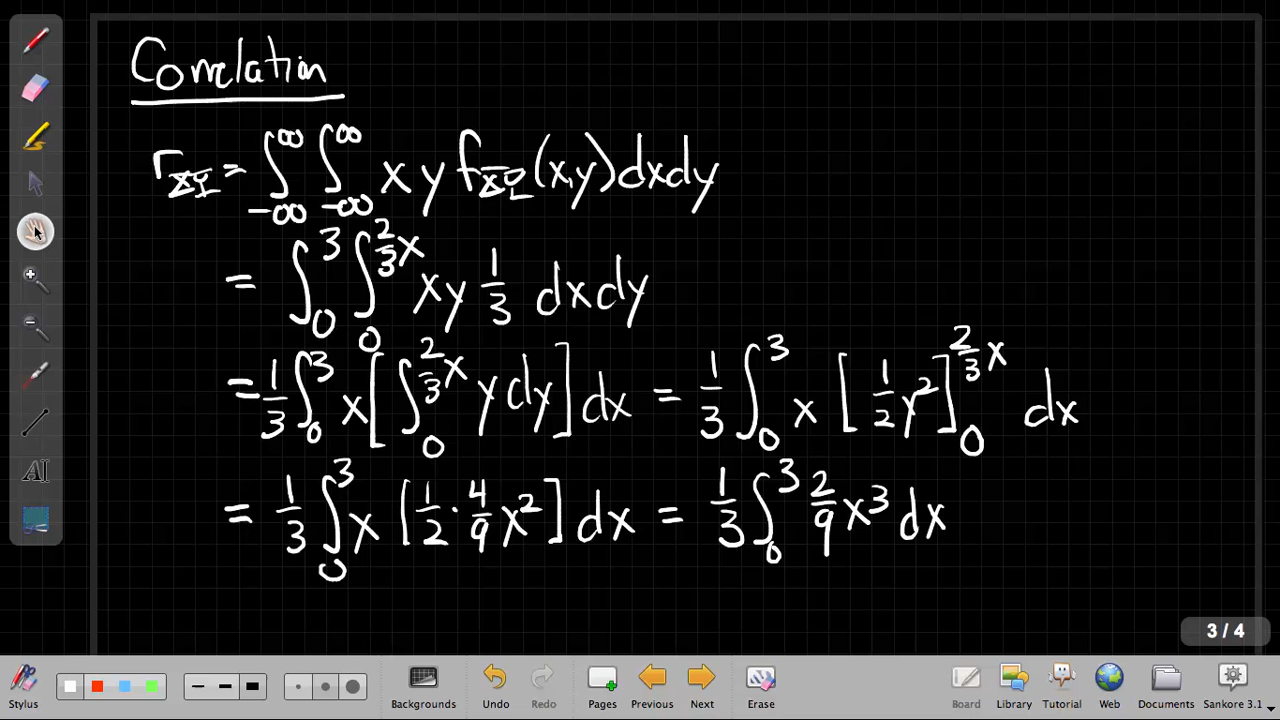 Correlation
r_XY = ∫_{-∞}^{∞} ∫_{-∞}^{∞} x y f_XY (x,y) dx dy
= ∫_0^3 ∫_0^{2/3 x} x y 1/3 dx dy
= 1/3 ∫_0^3 x [ ∫_0^{2/3 x} y dy ] dx = 1/3 ∫_0^3 x [ 1/2 y^2 ]_0^{2/3 x} dx
= 1/3 ∫_0^3 x [ 1/2 · 4/9 x^2 ] dx = 1/3 ∫_0^3 2/9 x^3 dx
3 / 4
Stylus Backgrounds Undo Redo Pages Previous Next Erase Board Library Tutorial Web Documents Sankore 3.1